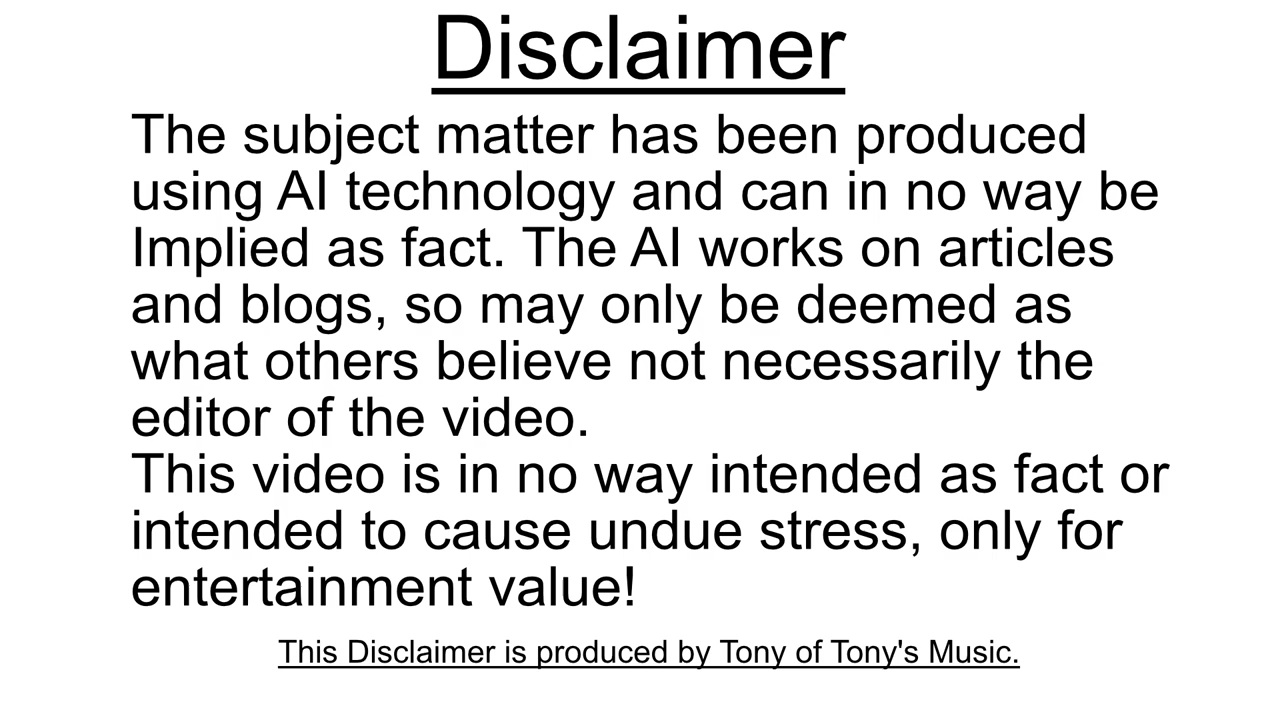 Disclaimer
The subject matter has been produced
using AI technology and can in no way be
Implied as fact. The AI works on articles
and blogs, so may only be deemed as
what others believe not necessarily the
editor of the video.
This video is in no way intended as fact or
intended to cause undue stress, only for
entertainment value!
This Disclaimer is produced by Tony of Tony's Music.